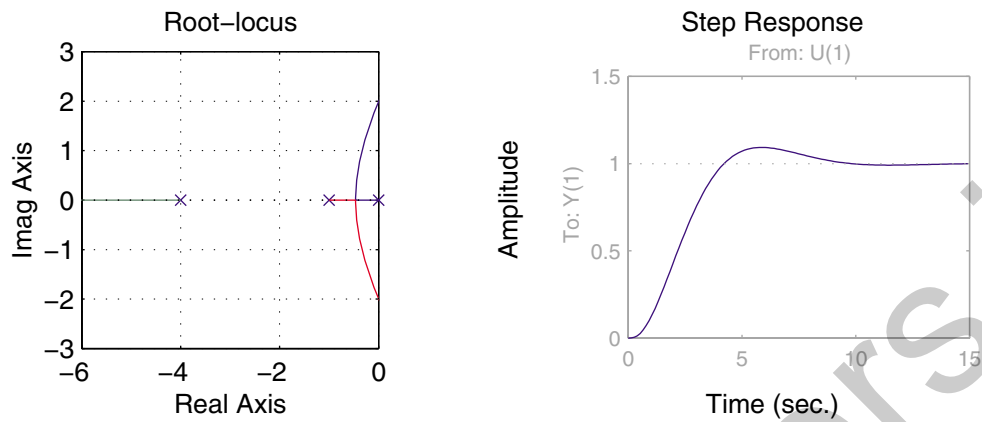 Root-locus
3
2
1
0
-1
-2
-3
-6
-4
-2
0
Imag Axis
Real Axis
Step Response
From: U(1)
1.5
1
0.5
0
0
5
10
15
Amplitude
To: Y(1)
Time (sec.)